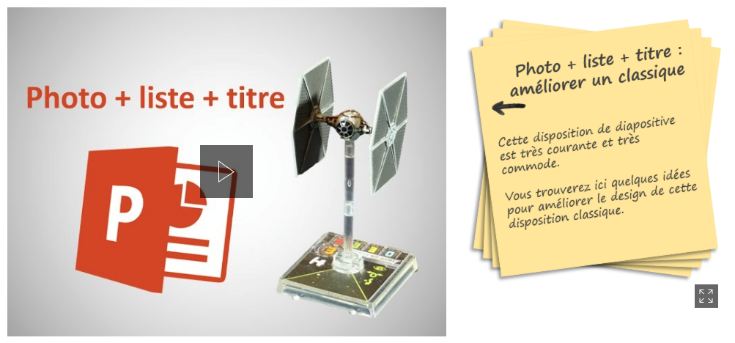 Photo + liste + titre
P
Photo + liste + titre :
améliorer un classique
Cette disposition de diapositive
est très courante et très
commode.
Vous trouverez ici quelques idées
pour améliorer le design de cette
disposition classique.